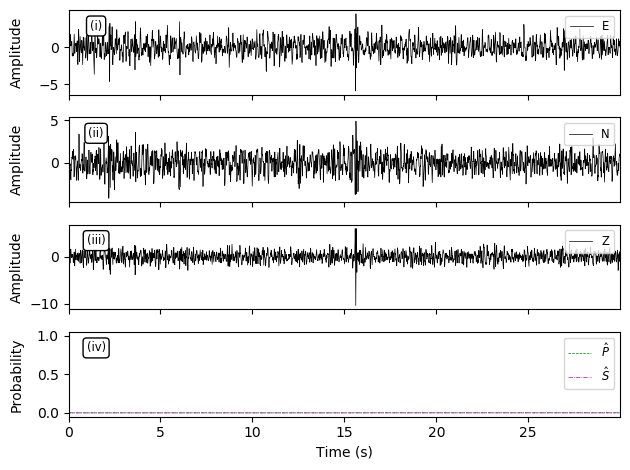 (i)
E
0
−5
Amplitude
(ii)
N
5
0
Amplitude
(iii)
Z
0
−10
Amplitude
(iv)
P̂
Ŝ
1.0
0.5
0.0
Probability
0 5 10 15 20 25
Time (s)